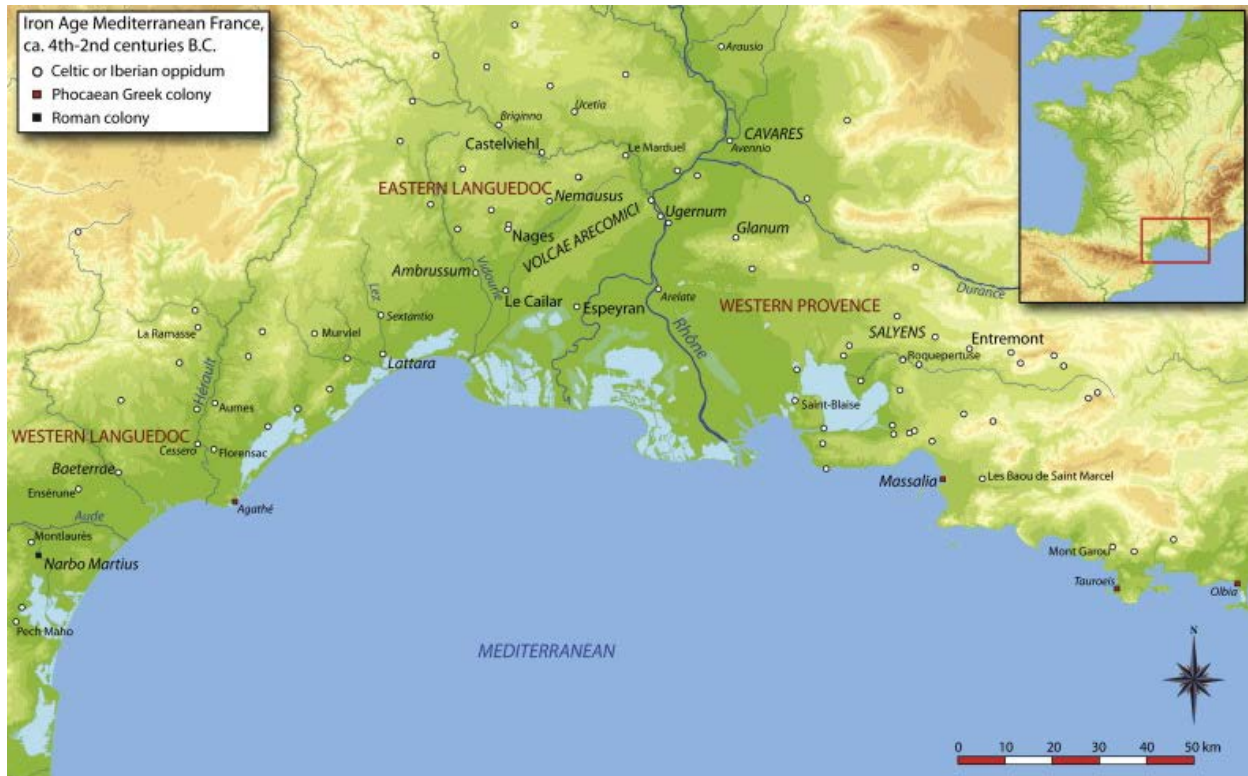 Iron Age Mediterranean France,
ca. 4th-2nd centuries B.C.
Celtic or Iberian oppidum
Phocaean Greek colony
Roman colony
Arausio
Ucetia
Briginno
CAVARES
Avennio
Castelviehl
Le Marduel
EASTERN LANGUEDOC
Nemausus
VOLCAE ARECOMICI
Ugernum
Nages
Glanum
Vidourle
Ambrussum
Durance
Lez
Le Cailar
Espeyran
Arelate
WESTERN PROVENCE
Sextantio
Rhône
SALYENS
La Ramasse
Murviel
Entremont
Roquepertuse
Lattara
Hérault
Aumes
Saint-Blaise
WESTERN LANGUEDOC
Cessero
Florensac
Baeterrae
Ensérune
Massalia
Les Baou de Saint Marcel
Agathé
Aude
Montlaurès
Narbo Martius
Mont Garou
Tauroeis
Olbia
Pech Maho
MEDITERRANEAN
N
0 10 20 30 40 50 km